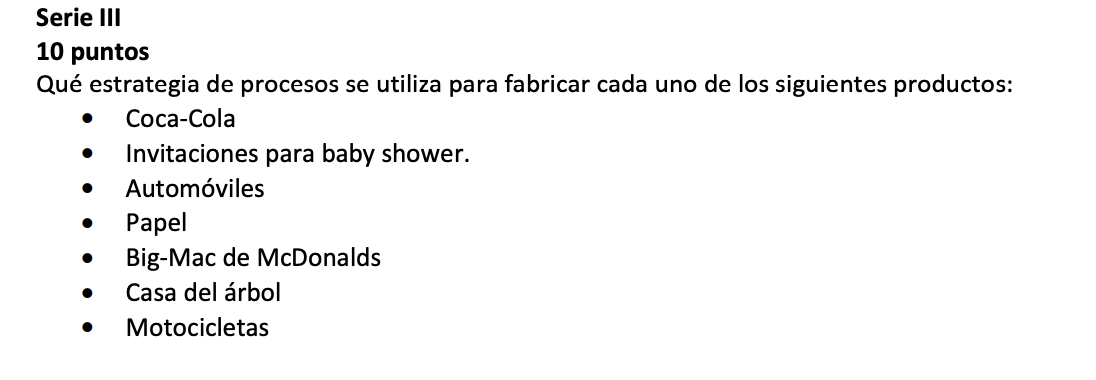 Serie III
10 puntos
Qué estrategia de procesos se utiliza para fabricar cada uno de los siguientes productos:
• Coca-Cola
• Invitaciones para baby shower.
• Automóviles
• Papel
• Big-Mac de McDonalds
• Casa del árbol
• Motocicletas